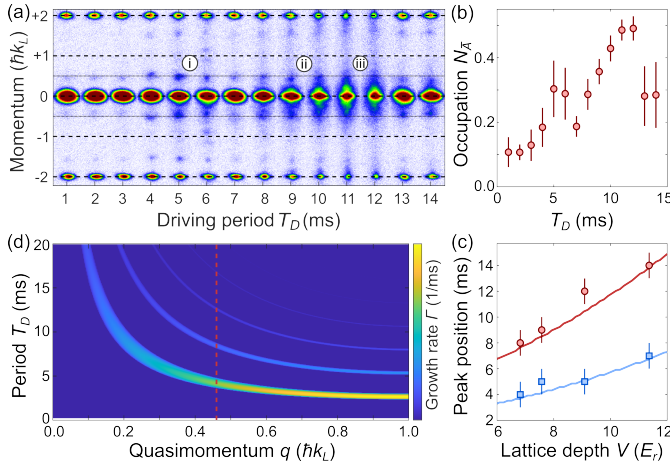 (a)
Momentum (ħk_L)
+2
+1
0
-1
-2
i
ii
iii
1 2 3 4 5 6 7 8 9 10 11 12 13 14
Driving period T_D (ms)
(b)
Occupation N_Ā
0.4
0.2
0.0
0 5 10 15
T_D (ms)
(d)
Period T_D (ms)
20
15
10
5
0
0.0 0.2 0.4 0.6 0.8 1.0
Quasimomentum q (ħk_L)
Growth rate Γ (1/ms)
(c)
Peak position (ms)
16
14
12
10
8
6
4
2
6 8 10 12
Lattice depth V (E_r)